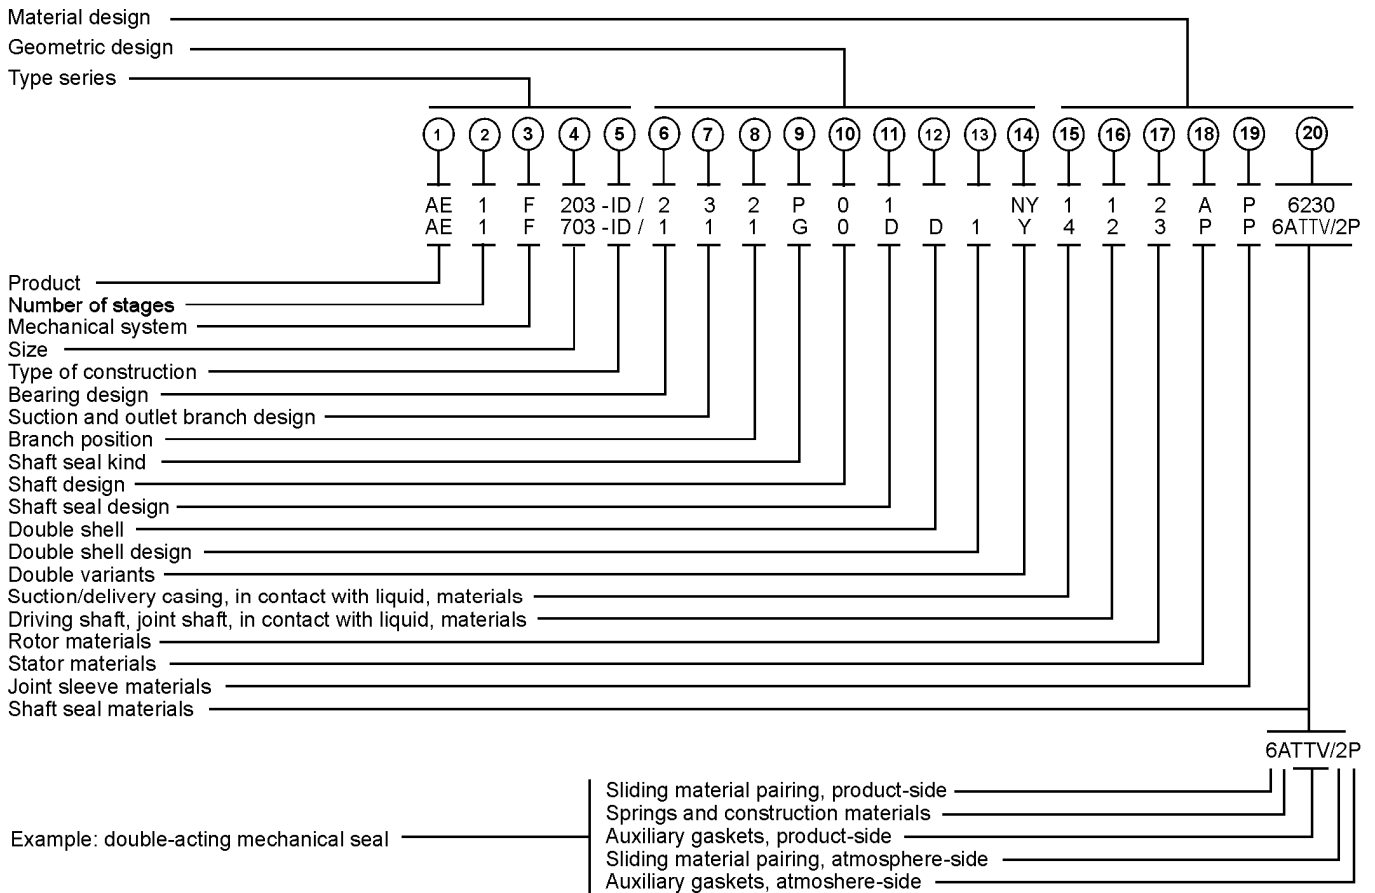 Material design
Geometric design
Type series
1 2 3 4 5 6 7 8 9 10 11 12 13 14 15 16 17 18 19 20
AE 1 F 203 -ID / 2 3 2 P 0 1 NY 1 1 2 A P 6230
AE 1 F 703 -ID / 1 1 1 G 0 D D 1 Y 4 2 3 P P 6ATTV/2P
Product
Number of stages
Mechanical system
Size
Type of construction
Bearing design
Suction and outlet branch design
Branch position
Shaft seal kind
Shaft design
Shaft seal design
Double shell
Double shell design
Double variants
Suction/delivery casing, in contact with liquid, materials
Driving shaft, joint shaft, in contact with liquid, materials
Rotor materials
Stator materials
Joint sleeve materials
Shaft seal materials
6ATTV/2P
Example: double-acting mechanical seal
Sliding material pairing, product-side
Springs and construction materials
Auxiliary gaskets, product-side
Sliding material pairing, atmosphere-side
Auxiliary gaskets, atmoshere-side